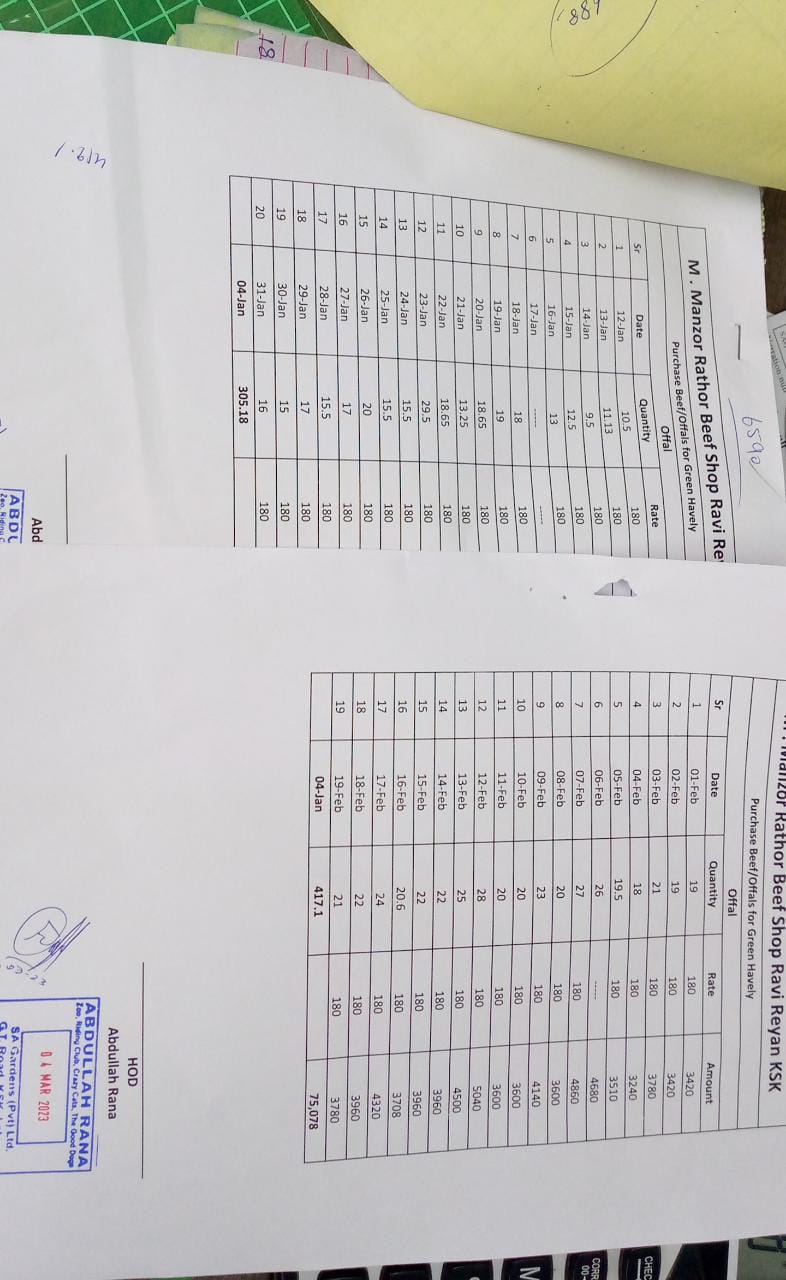 887
18
419.1
6590
M . Manzor Rathor Beef Shop Ravi Re
Purchase Beef/Offals for Green Havely
Offal
Sr Date Quantity Rate
1 12-Jan 10.5 180
2 13-Jan 11.13 180
3 14-Jan 9.5 180
4 15-Jan 12.5 180
5 16-Jan 13 180
6 17-Jan ----- -----
7 18-Jan 18 180
8 19-Jan 19 180
9 20-Jan 18.65 180
10 21-Jan 13.25 180
11 22-Jan 18.65 180
12 23-Jan 29.5 180
13 24-Jan 15.5 180
14 25-Jan 15.5 180
15 26-Jan 20 180
16 27-Jan 17 180
17 28-Jan 15.5 180
18 29-Jan 17 180
19 30-Jan 15 180
20 31-Jan 16 180
04-Jan 305.18
Abd
ABDU
Zoo, Riding C
Manzor Rathor Beef Shop Ravi Reyan KSK
Purchase Beef/Offals for Green Havely
Offal
Sr Date Quantity Rate Amount
1 01-Feb 19 180 3420
2 02-Feb 19 180 3420
3 03-Feb 21 180 3780
4 04-Feb 18 180 3240
5 05-Feb 19.5 180 3510
6 06-Feb 26 ----- 4680
7 07-Feb 27 180 4860
8 08-Feb 20 180 3600
9 09-Feb 23 180 4140
10 10-Feb 20 180 3600
11 11-Feb 20 180 3600
12 12-Feb 28 180 5040
13 13-Feb 25 180 4500
14 14-Feb 22 180 3960
15 15-Feb 22 180 3960
16 16-Feb 20.6 180 3708
17 17-Feb 24 180 4320
18 18-Feb 22 180 3960
19 19-Feb 21 180 3780
04-Jan 417.1 75,078
HOD
Abdullah Rana
ABDULLAH RANA
Zoo, Riding Club, Crazy Cats, The Good Dogs
04 MAR 2023
SA Gardens (Pvt) Ltd.
G.T. Road, KSK
CHEC
CORR
00
M